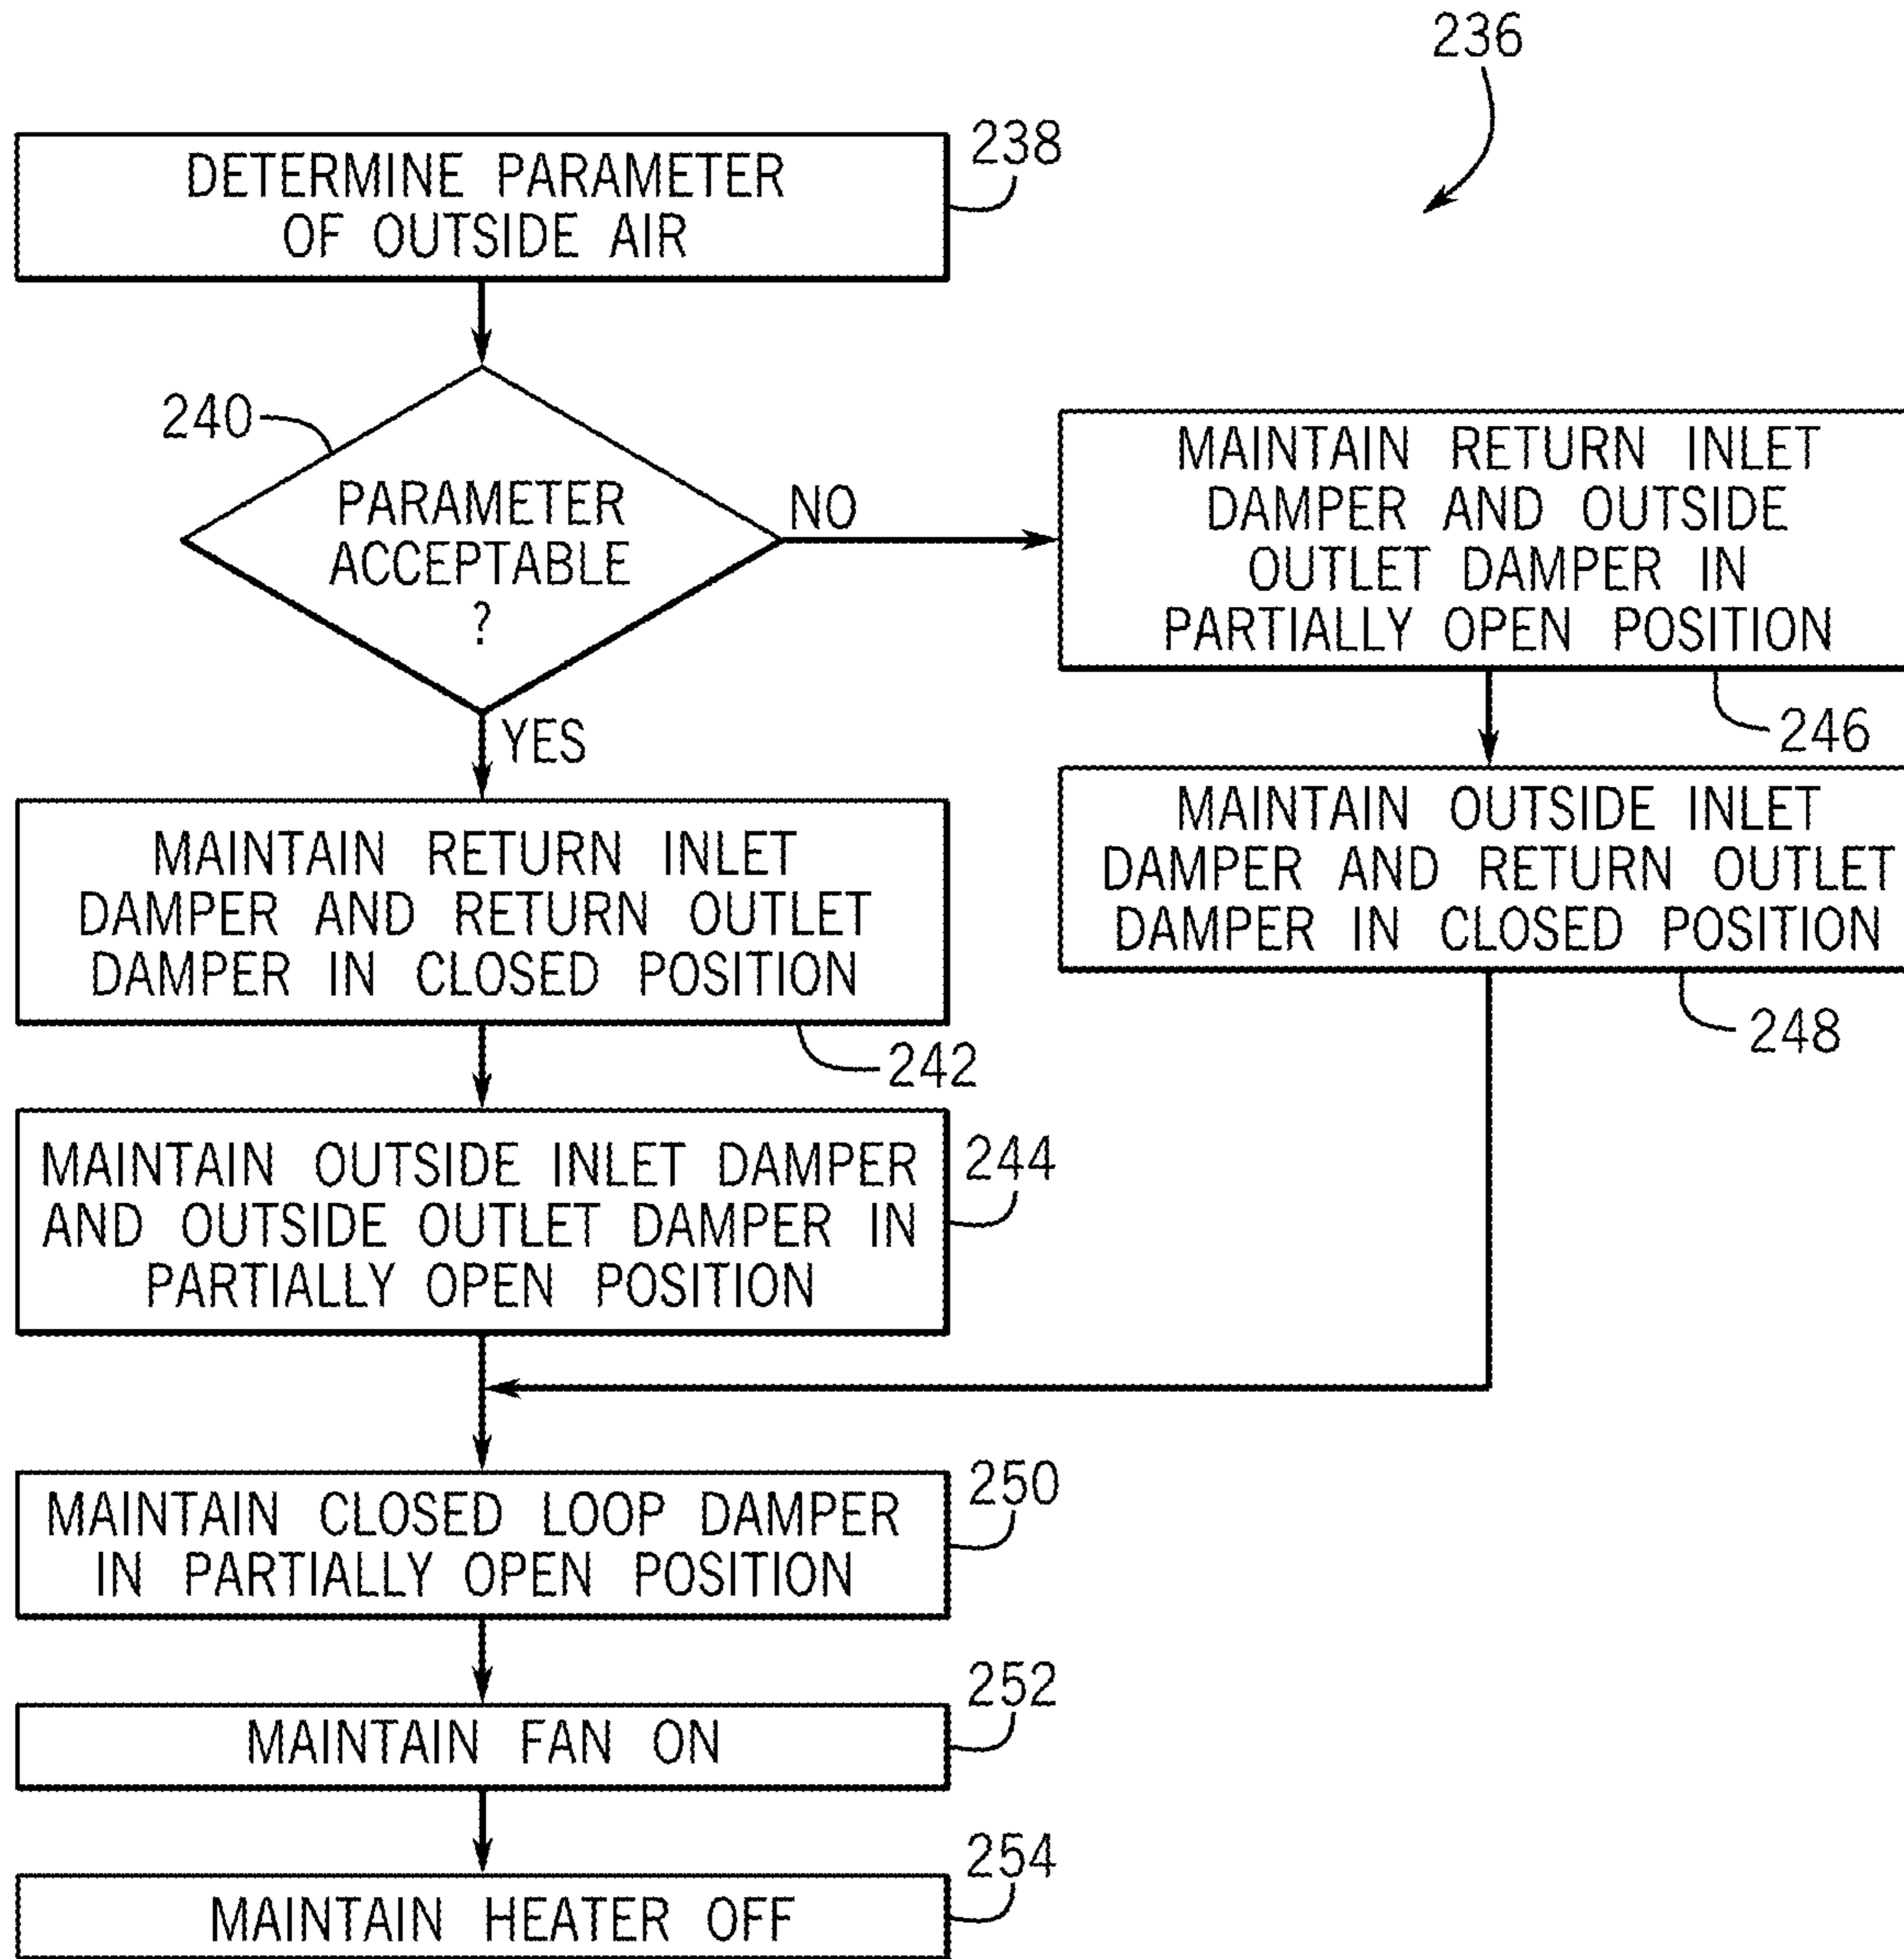 236
238
DETERMINE PARAMETER
OF OUTSIDE AIR
240
PARAMETER
ACCEPTABLE
?
NO
YES
MAINTAIN RETURN INLET
DAMPER AND OUTSIDE
OUTLET DAMPER IN
PARTIALLY OPEN POSITION
246
MAINTAIN OUTSIDE INLET
DAMPER AND RETURN OUTLET
DAMPER IN CLOSED POSITION
248
MAINTAIN RETURN INLET
DAMPER AND RETURN OUTLET
DAMPER IN CLOSED POSITION
242
MAINTAIN OUTSIDE INLET DAMPER
AND OUTSIDE OUTLET DAMPER IN
PARTIALLY OPEN POSITION
244
MAINTAIN CLOSED LOOP DAMPER
IN PARTIALLY OPEN POSITION
250
MAINTAIN FAN ON
252
MAINTAIN HEATER OFF
254